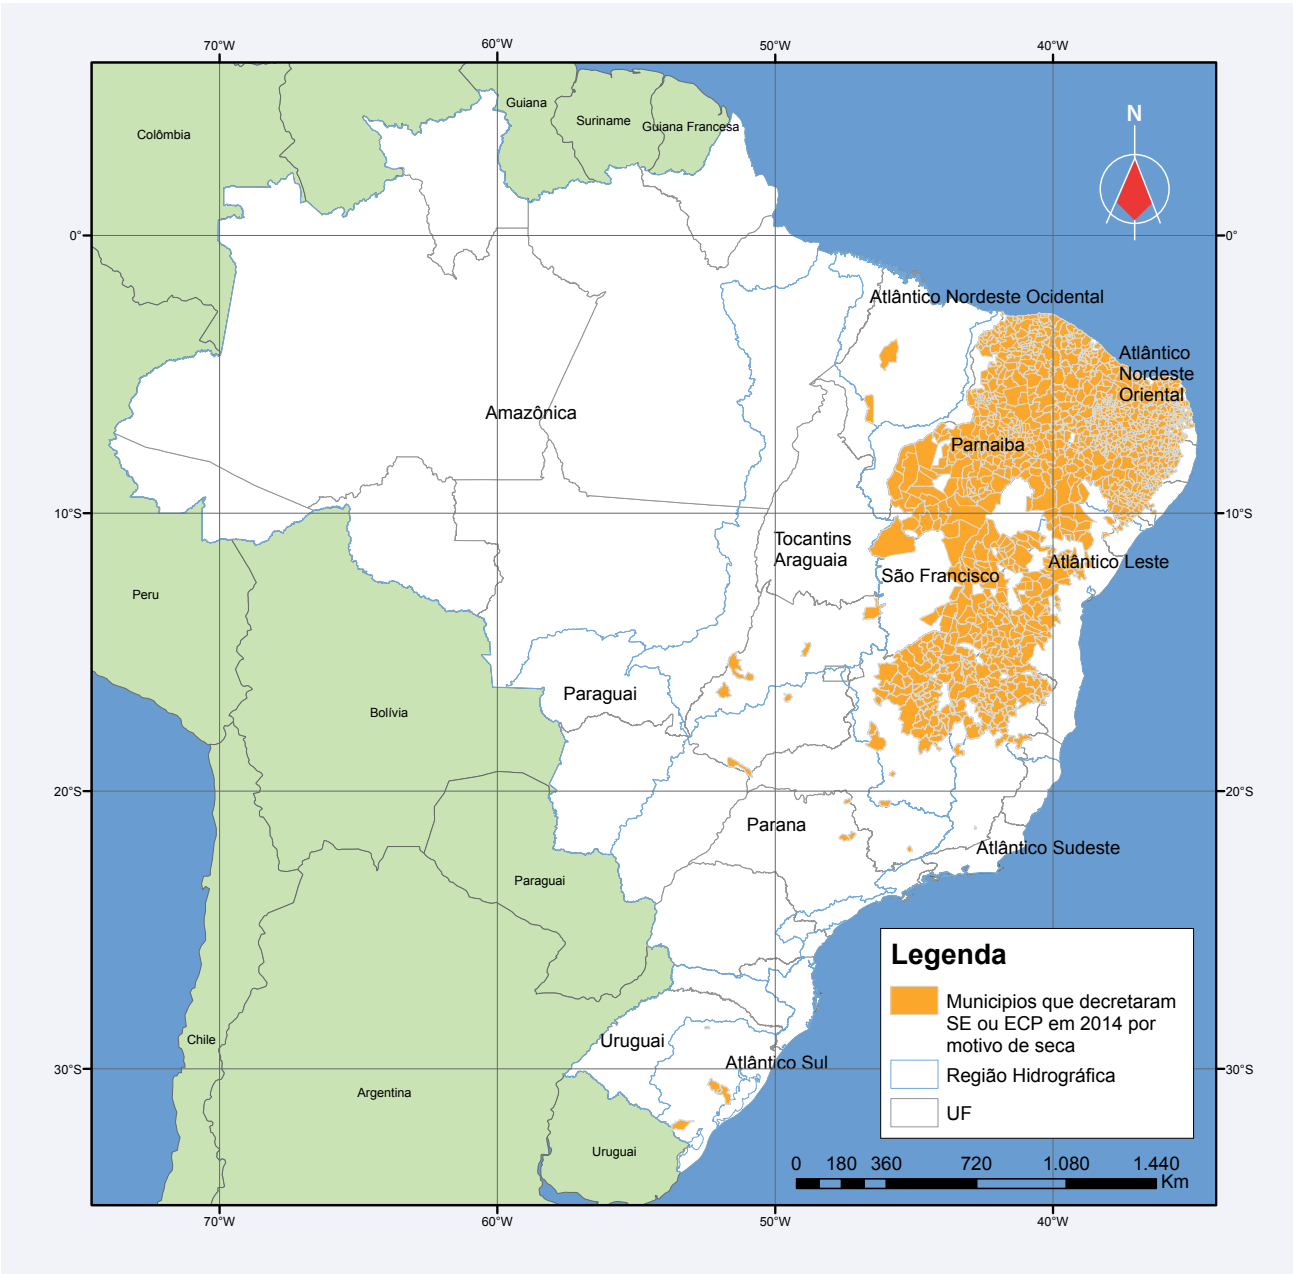 70°W
60°W
50°W
40°W
Guiana
Suriname
Guiana Francesa
Colômbia
N
0°
0°
Atlântico Nordeste Ocidental
Atlântico
Nordeste
Oriental
Amazônica
Parnaiba
10°S
10°S
Tocantins
Araguaia
São Francisco
Atlântico Leste
Peru
Paraguai
Bolívia
20°S
20°S
Parana
Atlântico Sudeste
Paraguai
Legenda
Municipios que decretaram
SE ou ECP em 2014 por
motivo de seca
Região Hidrográfica
UF
Chile
Uruguai
Atlântico Sul
30°S
30°S
Argentina
Uruguai
0 180 360 720 1.080 1.440
Km
70°W
60°W
50°W
40°W